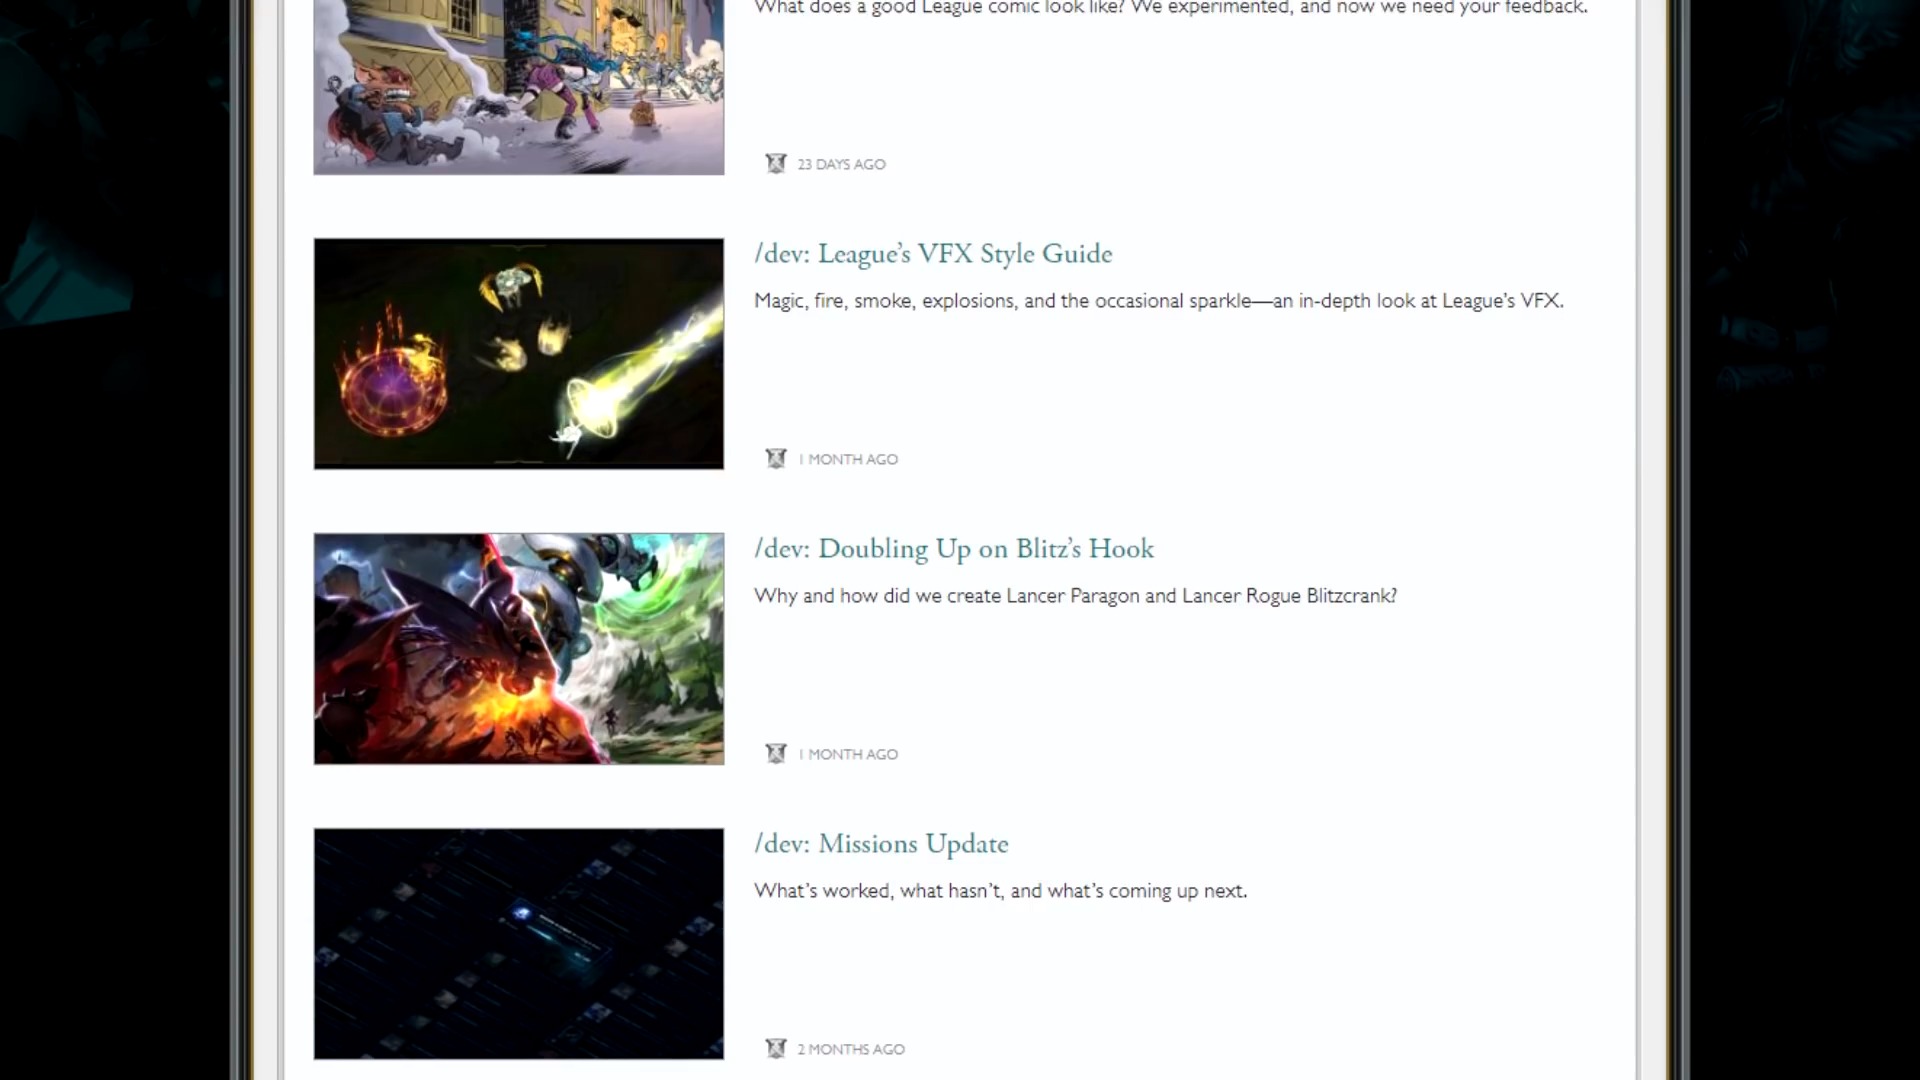 What does a good League comic look like? We experimented, and now we need your feedback.
23 DAYS AGO
/dev: League’s VFX Style Guide
Magic, fire, smoke, explosions, and the occasional sparkle—an in-depth look at League’s VFX.
1 MONTH AGO
/dev: Doubling Up on Blitz’s Hook
Why and how did we create Lancer Paragon and Lancer Rogue Blitzcrank?
1 MONTH AGO
/dev: Missions Update
What’s worked, what hasn’t, and what’s coming up next.
2 MONTHS AGO